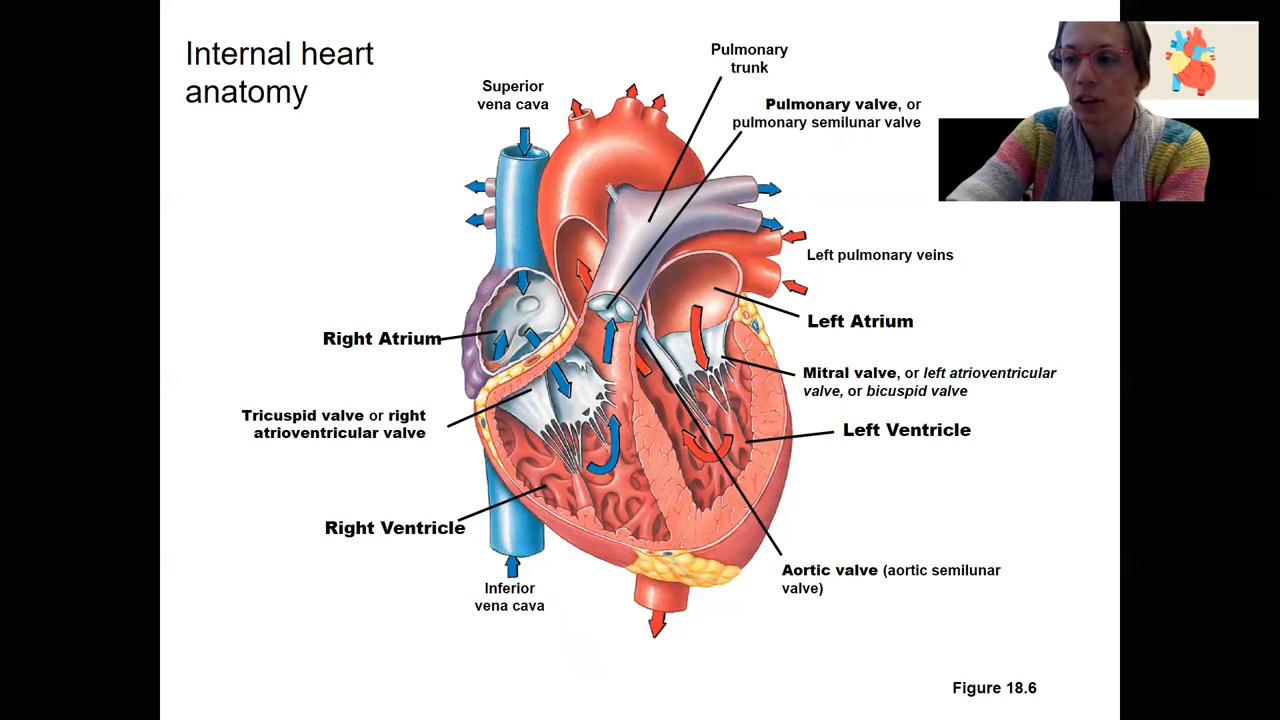 Internal heart
anatomy
Pulmonary
trunk
Superior
vena cava
Pulmonary valve, or
pulmonary semilunar valve
Left pulmonary veins
Left Atrium
Right Atrium
Mitral valve, or left atrioventricular
valve, or bicuspid valve
Tricuspid valve or right
atrioventricular valve
Left Ventricle
Right Ventricle
Aortic valve (aortic semilunar
valve)
Inferior
vena cava
Figure 18.6